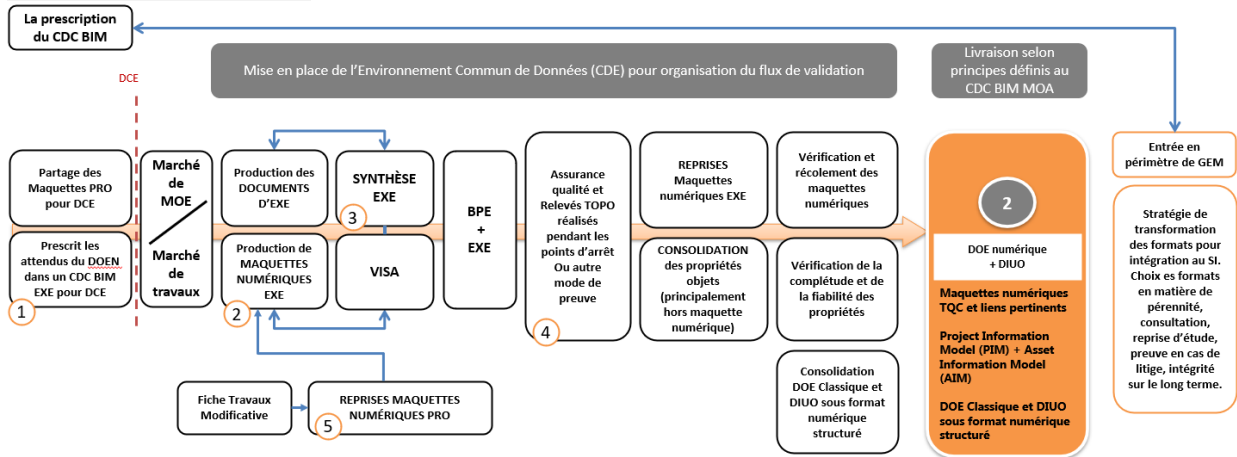 La prescription
du CDC BIM
DCE
Mise en place de l'Environnement Commun de Données (CDE) pour organisation du flux de validation
Livraison selon
principes définis au
CDC BIM MOA
Partage des
Maquettes PRO
pour DCE
Prescrit les
attendus du DOEN
dans un CDC BIM
EXE pour DCE
1
Marché
de
MOE
Marché
de
travaux
Production des
DOCUMENTS
D'EXE
Production de
MAQUETTES
NUMÉRIQUES
EXE
2
SYNTHÈSE
EXE
3
VISA
BPE
+
EXE
Assurance
qualité et
Relevés TOPO
réalisés
pendant les
points d'arrêt
Ou autre
mode de
preuve
4
REPRISES
Maquettes
numériques EXE
CONSOLIDATION
des propriétés
objets
(principalement
hors maquette
numérique)
Vérification et
récolement des
maquettes
numériques
Vérification de la
complétude et de
la fiabilité des
propriétés
Consolidation
DOE Classique et
DIUO sous format
numérique
structuré
Fiche Travaux
Modificative
REPRISES MAQUETTES
NUMÉRIQUES PRO
5
2
DOE numérique
+ DIUO
Maquettes numériques
TQC et liens pertinents
Project Information
Model (PIM) + Asset
Information Model
(AIM)
DOE Classique et DIUO
sous format numérique
structuré
Entrée en
périmètre de GEM
Stratégie de
transformation
des formats pour
intégration au SI.
Choix es formats
en matière de
pérennité,
consultation,
reprise d'étude,
preuve en cas de
litige, intégrité
sur le long terme.